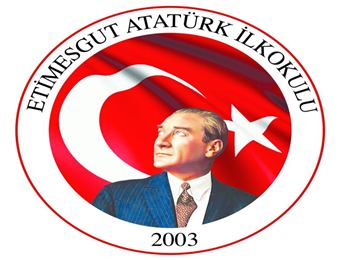 ETİMESGUT ATATÜRK İLKOKULU
2003